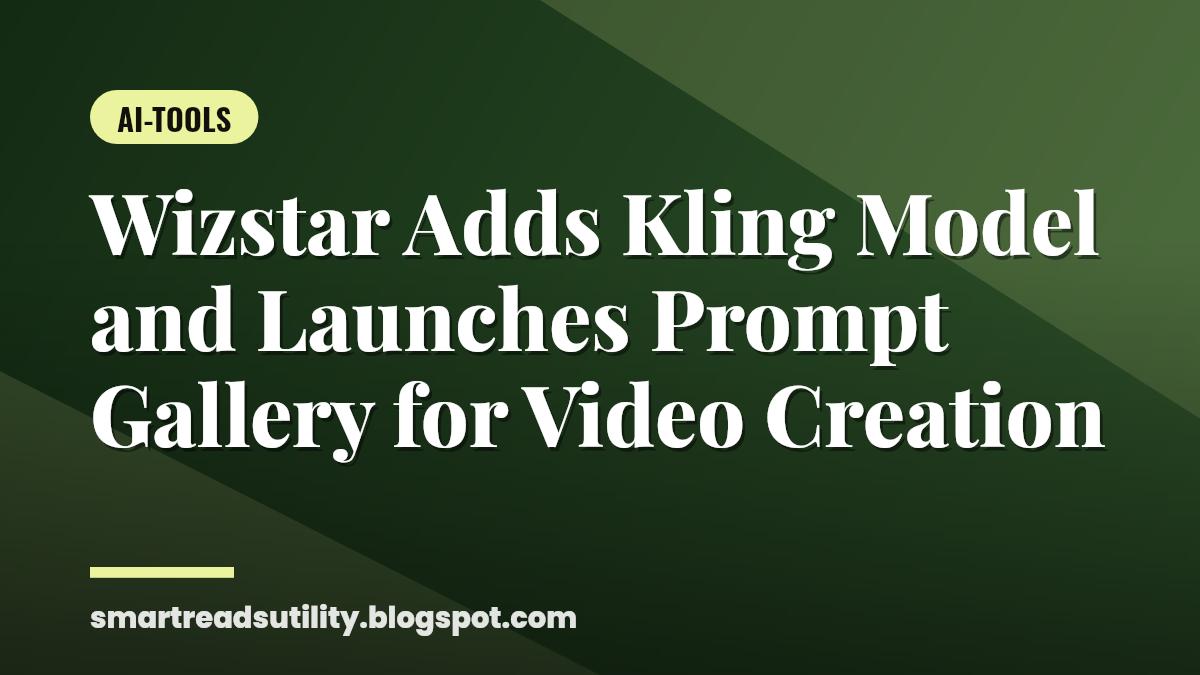 AI-TOOLS
Wizstar Adds Kling Model
and Launches Prompt
Gallery for Video Creation
smartreadsutility.blogspot.com